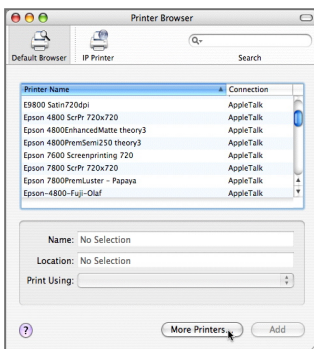 Printer Browser
Default Browser
IP Printer
Search
Printer Name Connection
E9800 Satin720dpi AppleTalk
Epson 4800 ScrPr 720x720 AppleTalk
Epson 4800EnhancedMatte theory3 AppleTalk
Epson 4800PremSemi250 theory3 AppleTalk
Epson 7600 Screenprinting 720 AppleTalk
Epson 7800 ScrPr 720x720 AppleTalk
Epson 7800PremLuster - Papaya AppleTalk
Epson-4800-Fuji-Olaf AppleTalk
Name: No Selection
Location: No Selection
Print Using:
? More Printers... Add